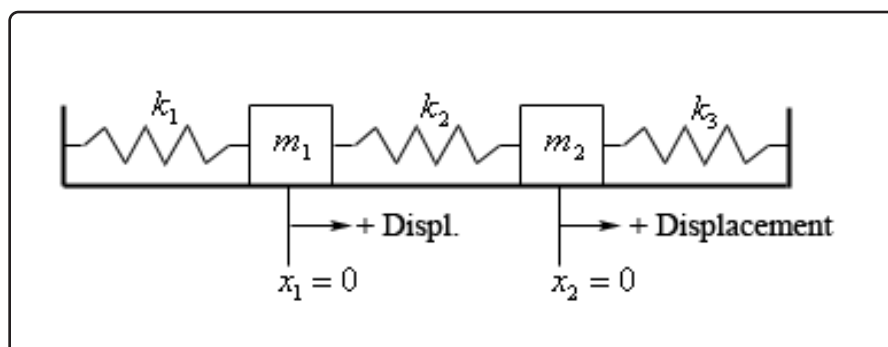 k₁ k₂ k₃
m₁ m₂
+ Displ. + Displacement
x₁ = 0 x₂ = 0